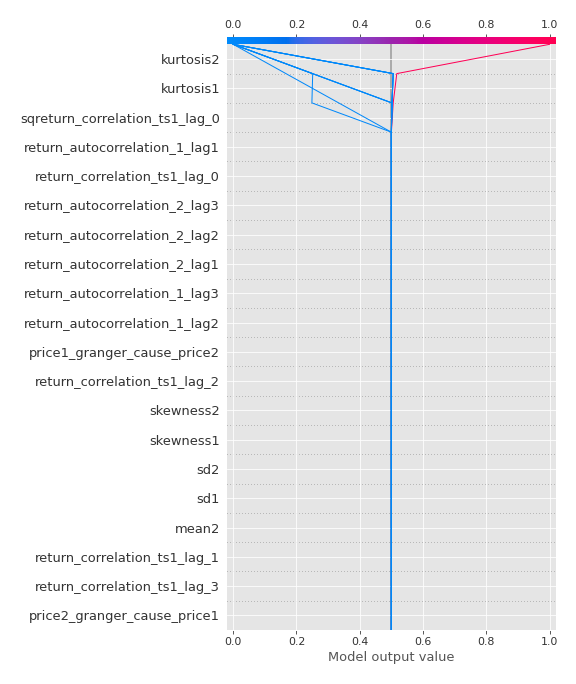 0.0 0.2 0.4 0.6 0.8 1.0
kurtosis2
kurtosis1
sqreturn_correlation_ts1_lag_0
return_autocorrelation_1_lag1
return_correlation_ts1_lag_0
return_autocorrelation_2_lag3
return_autocorrelation_2_lag2
return_autocorrelation_2_lag1
return_autocorrelation_1_lag3
return_autocorrelation_1_lag2
price1_granger_cause_price2
return_correlation_ts1_lag_2
skewness2
skewness1
sd2
sd1
mean2
return_correlation_ts1_lag_1
return_correlation_ts1_lag_3
price2_granger_cause_price1
0.0 0.2 0.4 0.6 0.8 1.0
Model output value